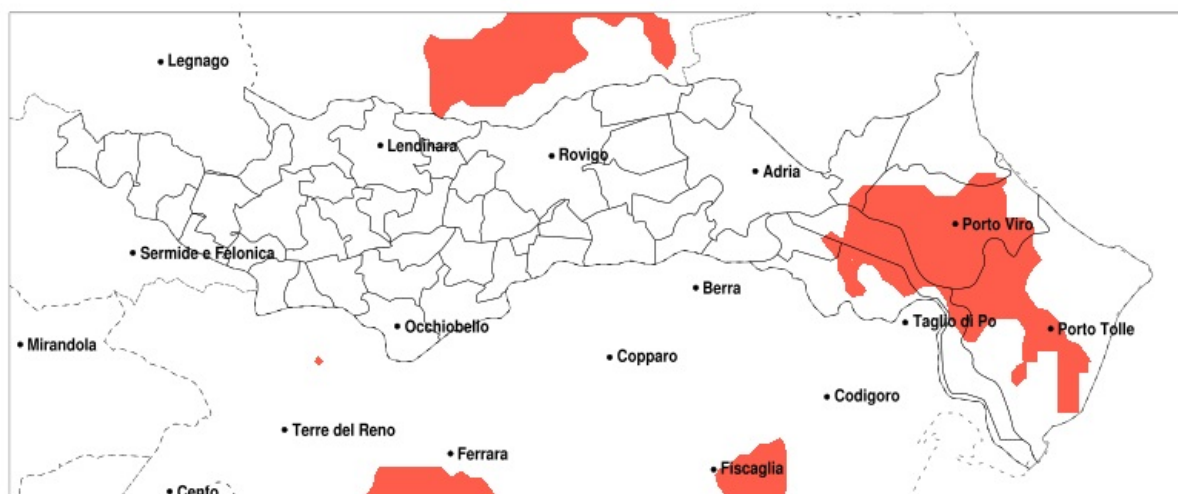 Legnago
Lendinara
Rovigo
Adria
Porto Viro
Sermide e Felonica
Berra
Occhiobello
Taglio di Po
Porto Tolle
Mirandola
Copparo
Codigoro
Terre del Reno
Ferrara
Fiscaglia
Cento